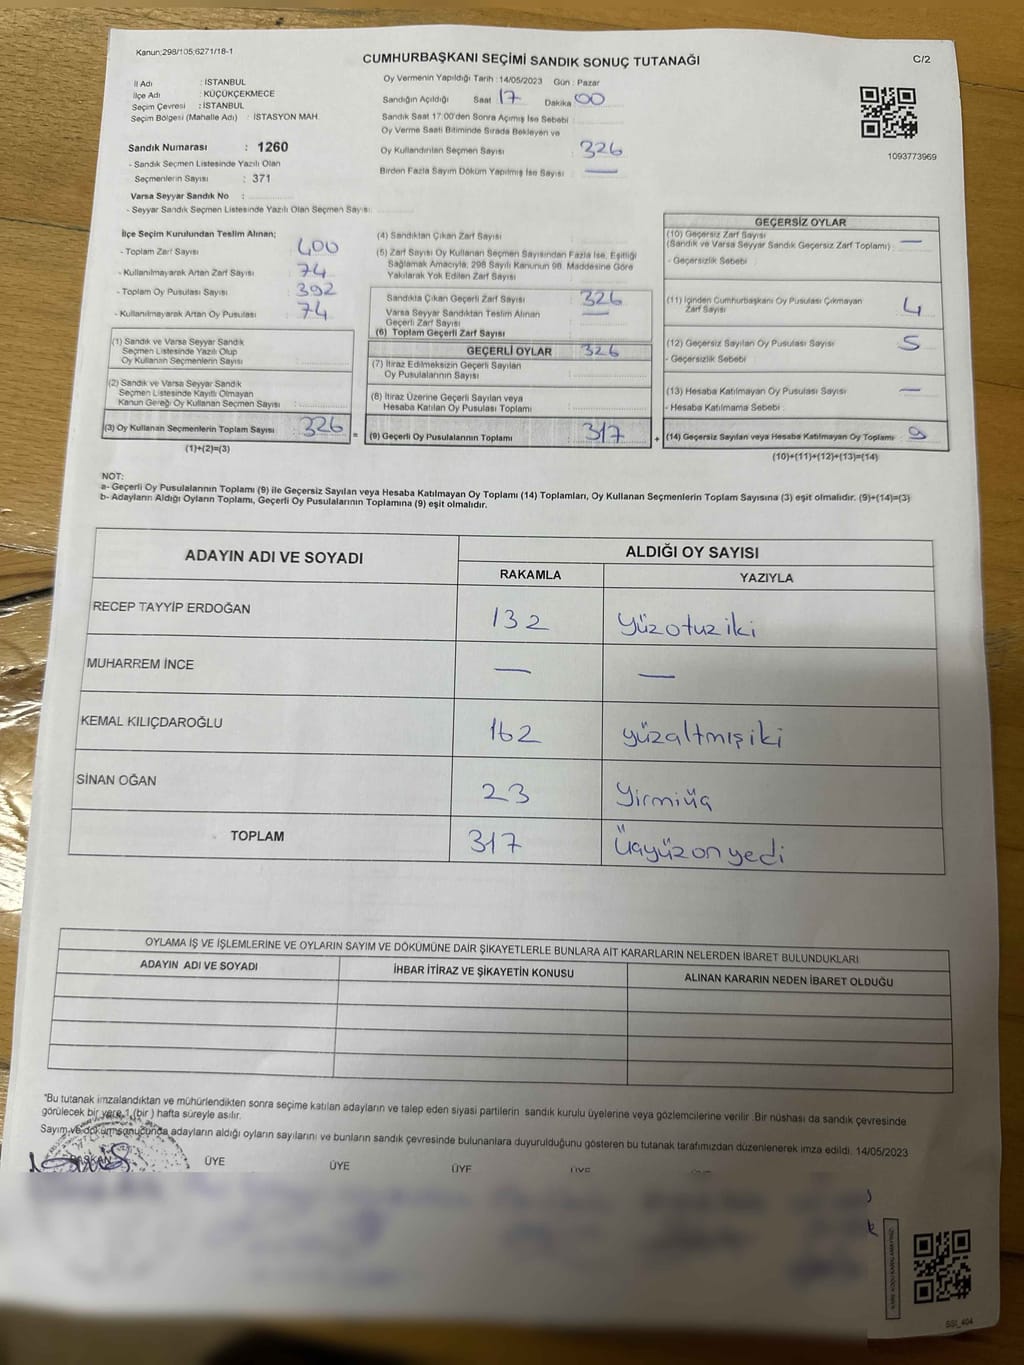 Kanun:298/105;6271/18-1
CUMHURBAŞKANI SEÇİMİ SANDIK SONUÇ TUTANAĞI
C/2
İl Adı : İSTANBUL
İlçe Adı : KÜÇÜKÇEKMECE
Seçim Çevresi : İSTANBUL
Seçim Bölgesi (Mahalle Adı) : İSTASYON MAH.
Sandık Numarası : 1260
- Sandık Seçmen Listesinde Yazılı Olan
Seçmenlerin Sayısı : 371
Varsa Seyyar Sandık No :
- Seyyar Sandık Seçmen Listesinde Yazılı Olan Seçmen Sayısı:
Oy Vermenin Yapıldığı Tarih : 14/05/2023 Gün : Pazar
Sandığın Açıldığı Saat 17 Dakika 00
Sandık Saat 17:00'den Sonra Açılmış İse Sebebi :
Oy Verme Saati Bitiminde Sırada Bekleyen ve
Oy Kullandırılan Seçmen Sayısı : 326
Birden Fazla Sayım Döküm Yapılmış İse Sayısı : —
1093773969
İlçe Seçim Kurulundan Teslim Alınan;
- Toplam Zarf Sayısı : 400
- Kullanılmayarak Artan Zarf Sayısı : 74
- Toplam Oy Pusulası Sayısı : 392
- Kullanılmayarak Artan Oy Pusulası : 74
(1) Sandık ve Varsa Seyyar Sandık
Seçmen Listesinde Yazılı Olup
Oy Kullanan Seçmenlerin Sayısı :
(2) Sandık ve Varsa Seyyar Sandık
Seçmen Listesinde Kayıtlı Olmayan
Kanun Gereği Oy Kullanan Seçmen Sayısı :
(3) Oy Kullanan Seçmenlerin Toplam Sayısı : 326
(1)+(2)=(3)
(4) Sandıktan Çıkan Zarf Sayısı :
(5) Zarf Sayısı Oy Kullanan Seçmen Sayısından Fazla İse, Eşitliği
Sağlamak Amacıyla, 298 Sayılı Kanunun 98. Maddesine Göre
Yakılarak Yok Edilen Zarf Sayısı :
Sandıkta Çıkan Geçerli Zarf Sayısı : 326
Varsa Seyyar Sandıktan Teslim Alınan
Geçerli Zarf Sayısı : —
(6) Toplam Geçerli Zarf Sayısı
GEÇERLİ OYLAR 326
(7) İtiraz Edilmeksizin Geçerli Sayılan
Oy Pusulalarının Sayısı :
(8) İtiraz Üzerine Geçerli Sayılan veya
Hesaba Katılan Oy Pusulası Toplamı :
= (9) Geçerli Oy Pusulalarının Toplamı : 317 +
GEÇERSİZ OYLAR
(10) Geçersiz Zarf Sayısı : —
(Sandık ve Varsa Seyyar Sandık Geçersiz Zarf Toplamı)
- Geçersizlik Sebebi :
(11) İçinden Cumhurbaşkanı Oy Pusulası Çıkmayan
Zarf Sayısı : 4
(12) Geçersiz Sayılan Oy Pusulası Sayısı : 5
- Geçersizlik Sebebi
(13) Hesaba Katılmayan Oy Pusulası Sayısı : —
- Hesaba Katılmama Sebebi :
(14) Geçersiz Sayılan veya Hesaba Katılmayan Oy Toplamı : 9
(10)+(11)+(12)+(13)=(14)
NOT:
a- Geçerli Oy Pusulalarının Toplamı (9) ile Geçersiz Sayılan veya Hesaba Katılmayan Oy Toplamı (14) Toplamları, Oy Kullanan Seçmenlerin Toplam Sayısına (3) eşit olmalıdır. (9)+(14)=(3)
b- Adayların Aldığı Oyların Toplamı, Geçerli Oy Pusulalarının Toplamına (9) eşit olmalıdır.
ADAYIN ADI VE SOYADI
ALDIĞI OY SAYISI
RAKAMLA
YAZIYLA
RECEP TAYYİP ERDOĞAN 132 Yüzotuziki
MUHARREM İNCE — —
KEMAL KILIÇDAROĞLU 162 yüzaltmışiki
SİNAN OĞAN 23 Yirmiüç
TOPLAM 317 Üçyüzonyedi
OYLAMA İŞ VE İŞLEMLERİNE VE OYLARIN SAYIM VE DÖKÜMÜNE DAİR ŞİKAYETLERLE BUNLARA AİT KARARLARIN NELERDEN İBARET BULUNDUKLARI
ADAYIN ADI VE SOYADI
İHBAR İTİRAZ VE ŞİKAYETİN KONUSU
ALINAN KARARIN NEDEN İBARET OLDUĞU
"Bu tutanak imzalandıktan ve mühürlendikten sonra seçime katılan adayların ve talep eden siyasi partilerin sandık kurulu üyelerine veya gözlemcilerine verilir .Bir nüshası da sandık çevresinde
görülecek bir yere 1 (bir ) hafta süreyle asılır.
Sayım ve döküm sonucunda adayların aldığı oyların sayılarını ve bunların sandık çevresinde bulunanlara duyurulduğunu gösteren bu tutanak tarafımızdan düzenlenerek imza edildi. 14/05/2023
BAŞKAN ÜYE ÜYE ÜYE ÜYE